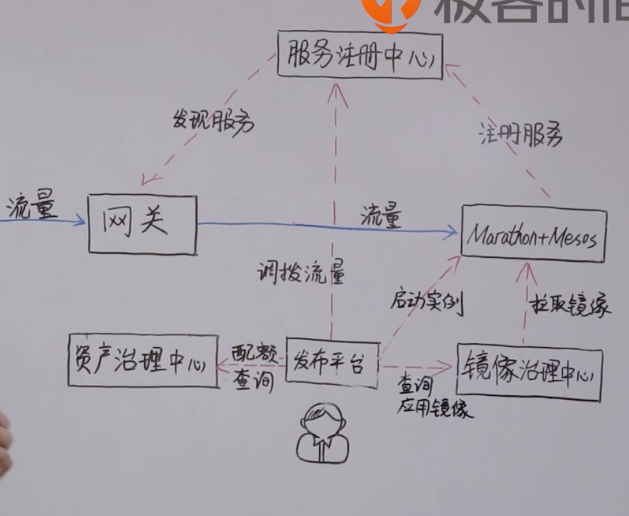 极客时间
服务注册中心
发现服务
注册服务
流量
网关
流量
Marathon+Mesos
调拨流量
启动实例
拉取镜像
资产治理中心
配额
查询
发布平台
查询
应用镜像
镜像治理中心